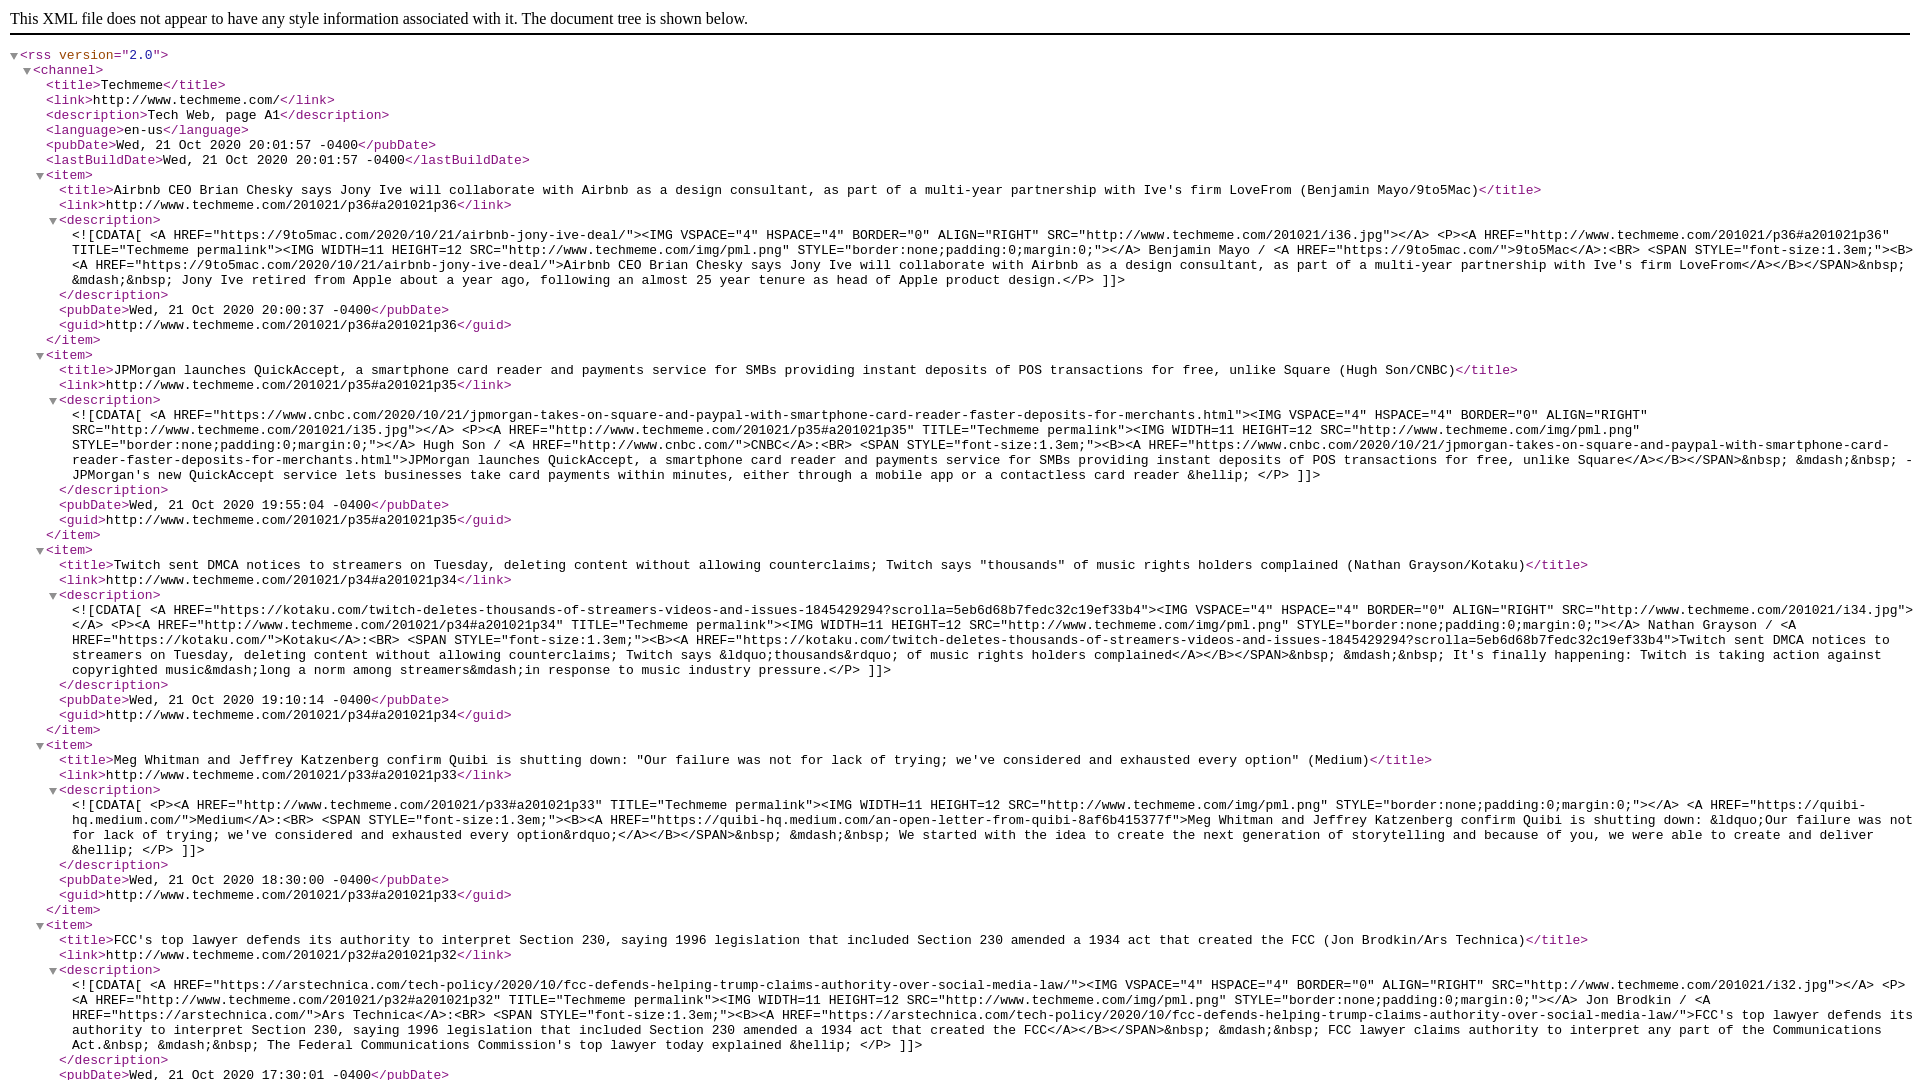 This XML file does not appear to have any style information associated with it. The document tree is shown below.
<rss version="2.0">
<channel>
<title>Techmeme</title>
<link>http://www.techmeme.com/</link>
<description>Tech Web, page A1</description>
<language>en-us</language>
<pubDate>Wed, 21 Oct 2020 20:01:57 -0400</pubDate>
<lastBuildDate>Wed, 21 Oct 2020 20:01:57 -0400</lastBuildDate>
<item>
<title>Airbnb CEO Brian Chesky says Jony Ive will collaborate with Airbnb as a design consultant, as part of a multi-year partnership with Ive's firm LoveFrom (Benjamin Mayo/9to5Mac)</title>
<link>http://www.techmeme.com/201021/p36#a201021p36</link>
<description>
<![CDATA[ <A HREF="https://9to5mac.com/2020/10/21/airbnb-jony-ive-deal/"><IMG VSPACE="4" HSPACE="4" BORDER="0" ALIGN="RIGHT" SRC="http://www.techmeme.com/201021/i36.jpg"></A> <P><A HREF="http://www.techmeme.com/201021/p36#a201021p36"
TITLE="Techmeme permalink"><IMG WIDTH=11 HEIGHT=12 SRC="http://www.techmeme.com/img/pml.png" STYLE="border:none;padding:0;margin:0;"></A> Benjamin Mayo / <A HREF="https://9to5mac.com/">9to5Mac</A>:<BR> <SPAN STYLE="font-size:1.3em;"><B>
<A HREF="https://9to5mac.com/2020/10/21/airbnb-jony-ive-deal/">Airbnb CEO Brian Chesky says Jony Ive will collaborate with Airbnb as a design consultant, as part of a multi-year partnership with Ive's firm LoveFrom</A></B></SPAN>&nbsp;
&mdash;&nbsp; Jony Ive retired from Apple about a year ago, following an almost 25 year tenure as head of Apple product design.</P> ]]>
</description>
<pubDate>Wed, 21 Oct 2020 20:00:37 -0400</pubDate>
<guid>http://www.techmeme.com/201021/p36#a201021p36</guid>
</item>
<item>
<title>JPMorgan launches QuickAccept, a smartphone card reader and payments service for SMBs providing instant deposits of POS transactions for free, unlike Square (Hugh Son/CNBC)</title>
<link>http://www.techmeme.com/201021/p35#a201021p35</link>
<description>
<![CDATA[ <A HREF="https://www.cnbc.com/2020/10/21/jpmorgan-takes-on-square-and-paypal-with-smartphone-card-reader-faster-deposits-for-merchants.html"><IMG VSPACE="4" HSPACE="4" BORDER="0" ALIGN="RIGHT"
SRC="http://www.techmeme.com/201021/i35.jpg"></A> <P><A HREF="http://www.techmeme.com/201021/p35#a201021p35" TITLE="Techmeme permalink"><IMG WIDTH=11 HEIGHT=12 SRC="http://www.techmeme.com/img/pml.png"
STYLE="border:none;padding:0;margin:0;"></A> Hugh Son / <A HREF="http://www.cnbc.com/">CNBC</A>:<BR> <SPAN STYLE="font-size:1.3em;"><B><A HREF="https://www.cnbc.com/2020/10/21/jpmorgan-takes-on-square-and-paypal-with-smartphone-card-
reader-faster-deposits-for-merchants.html">JPMorgan launches QuickAccept, a smartphone card reader and payments service for SMBs providing instant deposits of POS transactions for free, unlike Square</A></B></SPAN>&nbsp; &mdash;&nbsp; -
JPMorgan's new QuickAccept service lets businesses take card payments within minutes, either through a mobile app or a contactless card reader &hellip; </P> ]]>
</description>
<pubDate>Wed, 21 Oct 2020 19:55:04 -0400</pubDate>
<guid>http://www.techmeme.com/201021/p35#a201021p35</guid>
</item>
<item>
<title>Twitch sent DMCA notices to streamers on Tuesday, deleting content without allowing counterclaims; Twitch says "thousands" of music rights holders complained (Nathan Grayson/Kotaku)</title>
<link>http://www.techmeme.com/201021/p34#a201021p34</link>
<description>
<![CDATA[ <A HREF="https://kotaku.com/twitch-deletes-thousands-of-streamers-videos-and-issues-1845429294?scrolla=5eb6d68b7fedc32c19ef33b4"><IMG VSPACE="4" HSPACE="4" BORDER="0" ALIGN="RIGHT" SRC="http://www.techmeme.com/201021/i34.jpg">
</A> <P><A HREF="http://www.techmeme.com/201021/p34#a201021p34" TITLE="Techmeme permalink"><IMG WIDTH=11 HEIGHT=12 SRC="http://www.techmeme.com/img/pml.png" STYLE="border:none;padding:0;margin:0;"></A> Nathan Grayson / <A
HREF="https://kotaku.com/">Kotaku</A>:<BR> <SPAN STYLE="font-size:1.3em;"><B><A HREF="https://kotaku.com/twitch-deletes-thousands-of-streamers-videos-and-issues-1845429294?scrolla=5eb6d68b7fedc32c19ef33b4">Twitch sent DMCA notices to
streamers on Tuesday, deleting content without allowing counterclaims; Twitch says &ldquo;thousands&rdquo; of music rights holders complained</A></B></SPAN>&nbsp; &mdash;&nbsp; It's finally happening: Twitch is taking action against
copyrighted music&mdash;long a norm among streamers&mdash;in response to music industry pressure.</P> ]]>
</description>
<pubDate>Wed, 21 Oct 2020 19:10:14 -0400</pubDate>
<guid>http://www.techmeme.com/201021/p34#a201021p34</guid>
</item>
<item>
<title>Meg Whitman and Jeffrey Katzenberg confirm Quibi is shutting down: "Our failure was not for lack of trying; we've considered and exhausted every option" (Medium)</title>
<link>http://www.techmeme.com/201021/p33#a201021p33</link>
<description>
<![CDATA[ <P><A HREF="http://www.techmeme.com/201021/p33#a201021p33" TITLE="Techmeme permalink"><IMG WIDTH=11 HEIGHT=12 SRC="http://www.techmeme.com/img/pml.png" STYLE="border:none;padding:0;margin:0;"></A> <A HREF="https://quibi-
hq.medium.com/">Medium</A>:<BR> <SPAN STYLE="font-size:1.3em;"><B><A HREF="https://quibi-hq.medium.com/an-open-letter-from-quibi-8af6b415377f">Meg Whitman and Jeffrey Katzenberg confirm Quibi is shutting down: &ldquo;Our failure was not
for lack of trying; we've considered and exhausted every option&rdquo;</A></B></SPAN>&nbsp; &mdash;&nbsp; We started with the idea to create the next generation of storytelling and because of you, we were able to create and deliver
&hellip; </P> ]]>
</description>
<pubDate>Wed, 21 Oct 2020 18:30:00 -0400</pubDate>
<guid>http://www.techmeme.com/201021/p33#a201021p33</guid>
</item>
<item>
<title>FCC's top lawyer defends its authority to interpret Section 230, saying 1996 legislation that included Section 230 amended a 1934 act that created the FCC (Jon Brodkin/Ars Technica)</title>
<link>http://www.techmeme.com/201021/p32#a201021p32</link>
<description>
<![CDATA[ <A HREF="https://arstechnica.com/tech-policy/2020/10/fcc-defends-helping-trump-claims-authority-over-social-media-law/"><IMG VSPACE="4" HSPACE="4" BORDER="0" ALIGN="RIGHT" SRC="http://www.techmeme.com/201021/i32.jpg"></A> <P>
<A HREF="http://www.techmeme.com/201021/p32#a201021p32" TITLE="Techmeme permalink"><IMG WIDTH=11 HEIGHT=12 SRC="http://www.techmeme.com/img/pml.png" STYLE="border:none;padding:0;margin:0;"></A> Jon Brodkin / <A
HREF="https://arstechnica.com/">Ars Technica</A>:<BR> <SPAN STYLE="font-size:1.3em;"><B><A HREF="https://arstechnica.com/tech-policy/2020/10/fcc-defends-helping-trump-claims-authority-over-social-media-law/">FCC's top lawyer defends its
authority to interpret Section 230, saying 1996 legislation that included Section 230 amended a 1934 act that created the FCC</A></B></SPAN>&nbsp; &mdash;&nbsp; FCC lawyer claims authority to interpret any part of the Communications
Act.&nbsp; &mdash;&nbsp; The Federal Communications Commission's top lawyer today explained &hellip; </P> ]]>
</description>
<pubDate>Wed, 21 Oct 2020 17:30:01 -0400</pubDate>